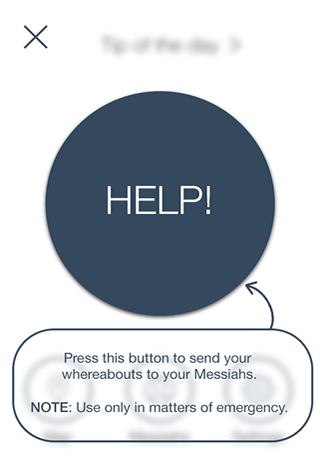 Tip of the day >
HELP!
Press this button to send your
whereabouts to your Messiahs.
NOTE: Use only in matters of emergency.